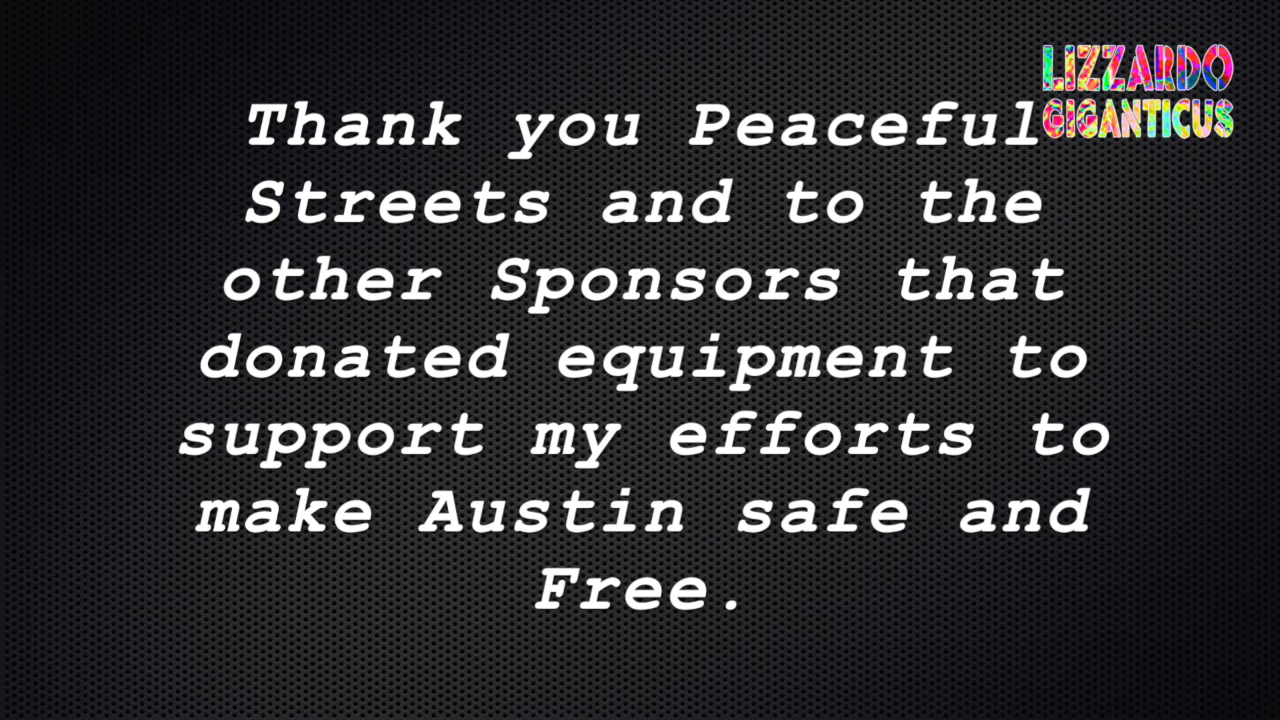 LIZZARDO
GIGANTICUS
Thank you Peaceful
Streets and to the
other Sponsors that
donated equipment to
support my efforts to
make Austin safe and
Free.